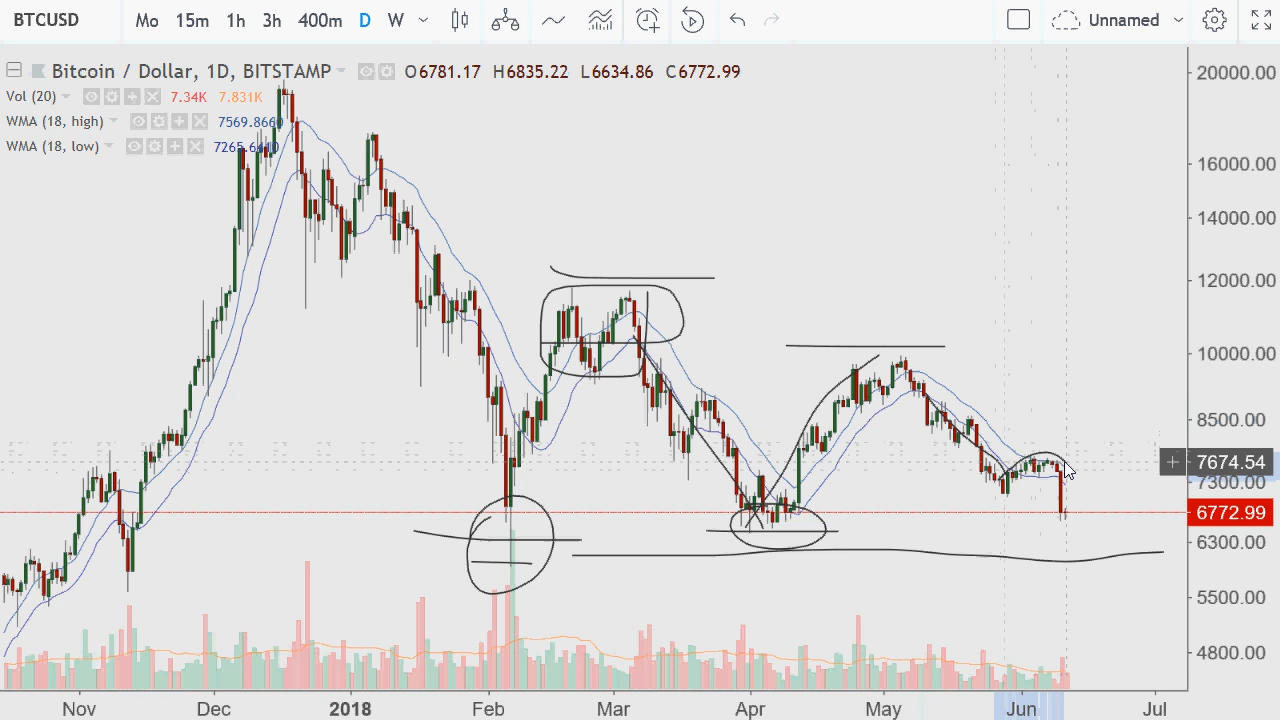 BTCUSD Mo 15m 1h 3h 400m D W Unnamed
Bitcoin / Dollar, 1D, BITSTAMP O6781.17 H6835.22 L6634.86 C6772.99
Vol (20) 7.34K 7.831K
WMA (18, high)
WMA (18, low)
20000.00
16000.00
14000.00
12000.00
10000.00
8500.00
7674.54
7300.00
6772.99
6300.00
5500.00
4800.00
Nov Dec 2018 Feb Mar Apr May Jun Jul